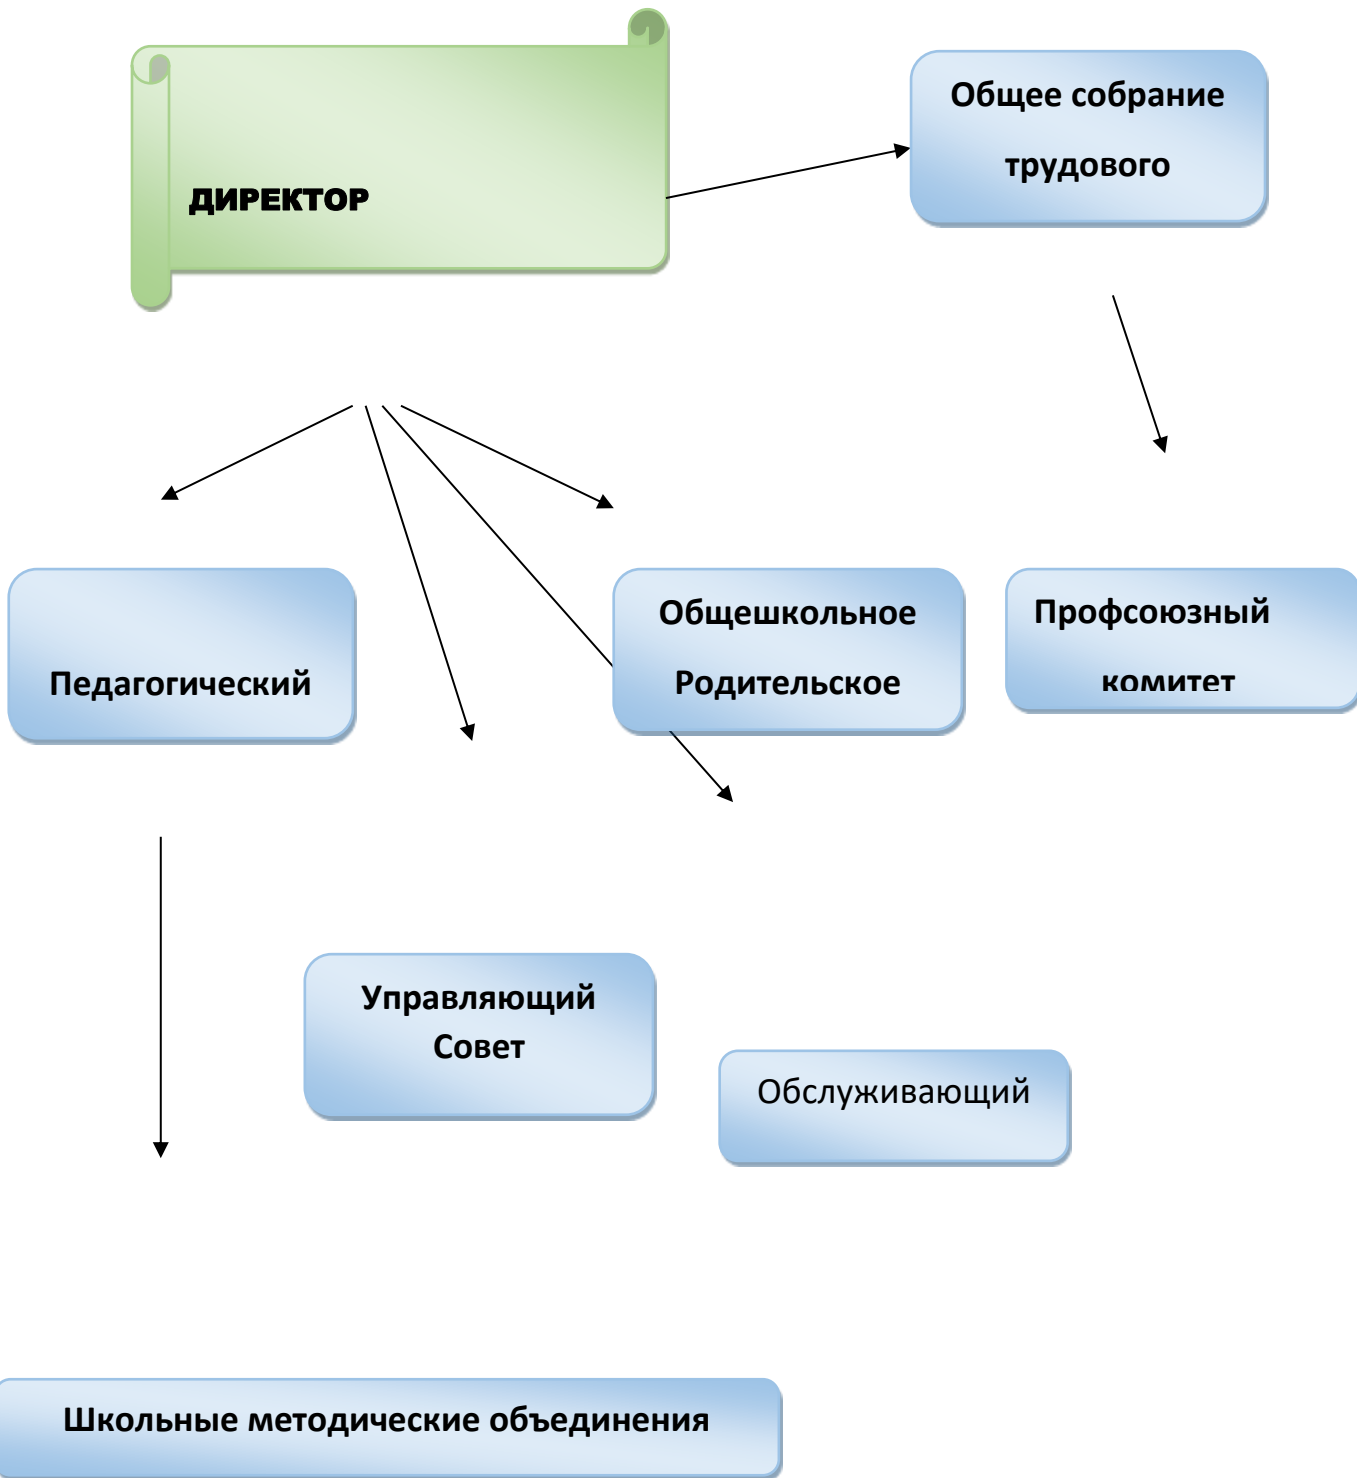 ДИРЕКТОР
Общее собрание
трудового
Педагогический
Общешкольное
Родительское
Профсоюзный
комитет
Управляющий
Совет
Обслуживающий
Школьные методические объединения